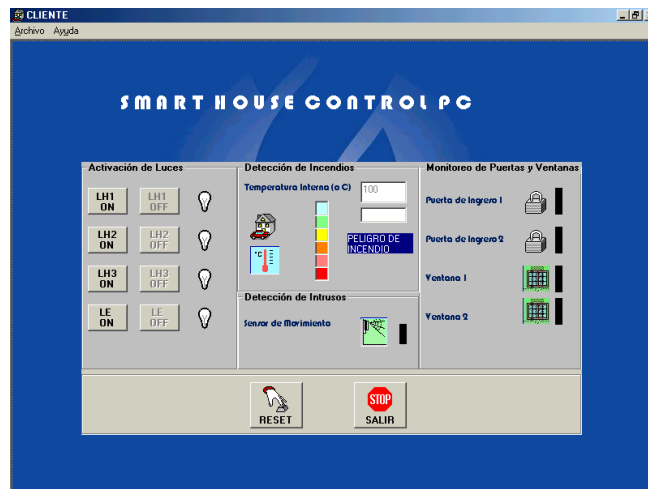 CLIENTE
Archivo Ayuda
SMART HOUSE CONTROL PC
Activación de Luces
LH1 ON
LH1 OFF
LH2 ON
LH2 OFF
LH3 ON
LH3 OFF
LE ON
LE OFF
Detección de Incendios
Temperatura Interna (o C)
100
PELIGRO DE
INCENDIO
°C
Detección de Intrusos
Sensor de Movimiento
Monitoreo de Puertas y Ventanas
Puerta de Ingreso 1
Puerta de Ingreso 2
Ventana 1
Ventana 2
RESET
STOP
SALIR